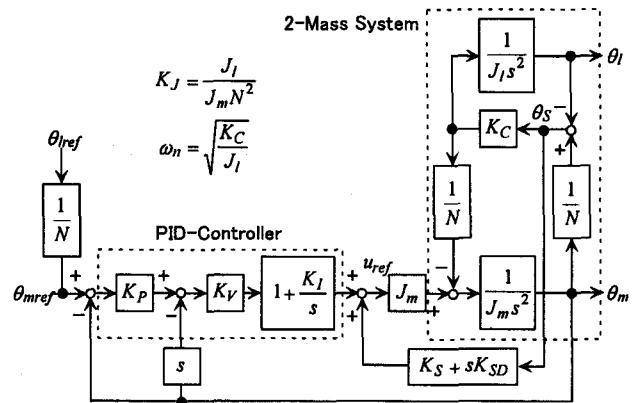 2-Mass System
K_J = J_l / J_m N^2
ω_n = √(K_C / J_l)
1 / J_l s^2
θ_l
θ_S
−
K_C
+
θ_lref
1/N
1/N
1/N
PID-Controller
θ_mref
+
−
K_P
+
−
K_V
1 + K_I / s
u_ref
+
+
J_m
−
+
1 / J_m s^2
θ_m
s
K_S + sK_SD